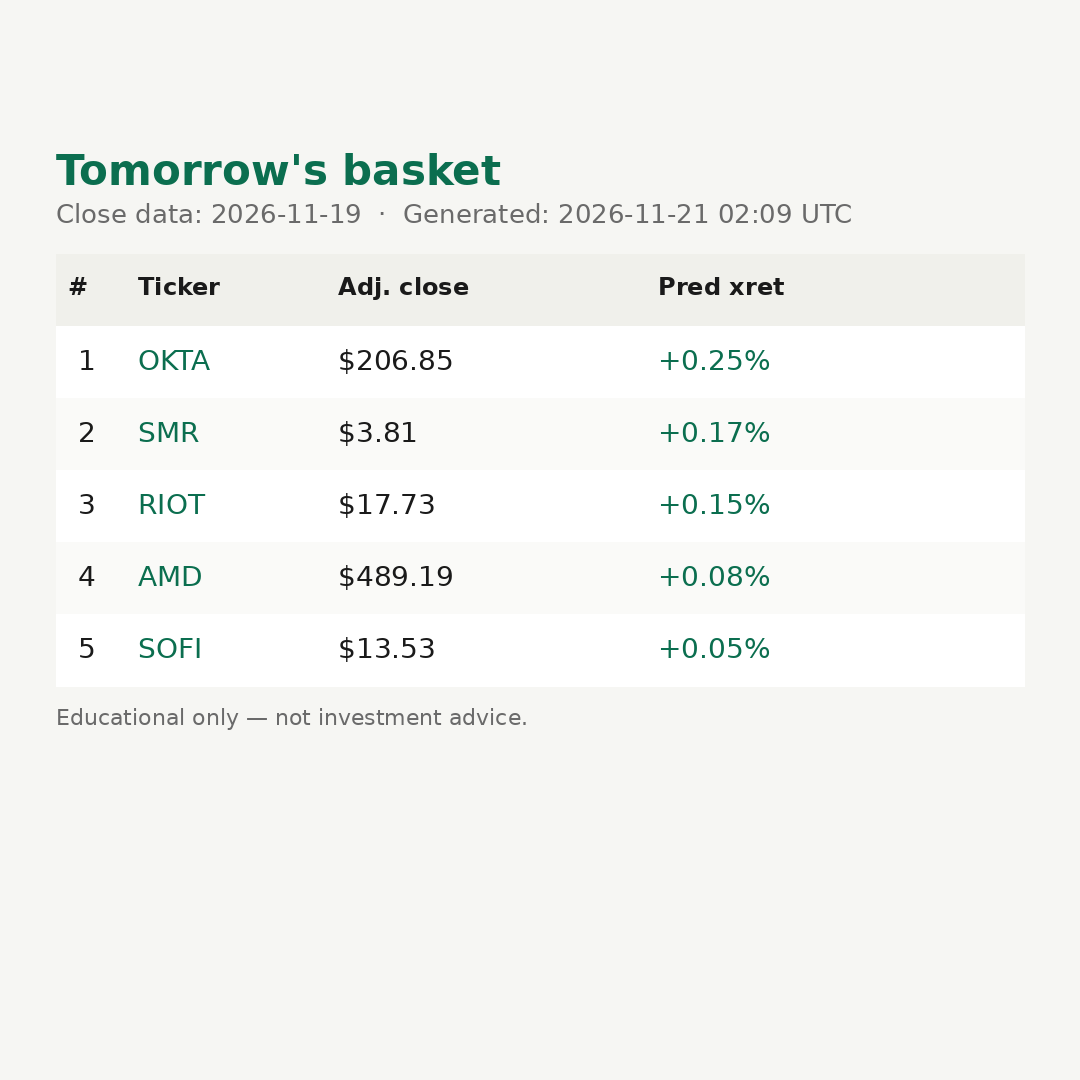 Tomorrow's basket
Close data: 2026-11-19 · Generated: 2026-11-21 02:09 UTC
# Ticker Adj. close Pred xret
1 OKTA $206.85 +0.25%
2 SMR $3.81 +0.17%
3 RIOT $17.73 +0.15%
4 AMD $489.19 +0.08%
5 SOFI $13.53 +0.05%
Educational only — not investment advice.